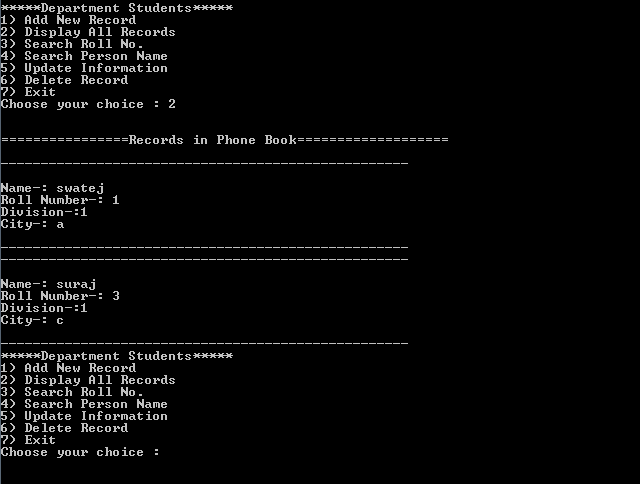 *****Department Students*****
1) Add New Record
2) Display All Records
3) Search Roll No.
4) Search Person Name
5) Update Information
6) Delete Record
7) Exit
Choose your choice : 2
================Records in Phone Book===================
---------------------------------------------------
Name-: swatej
Roll Number-: 1
Division-:1
City-: a
---------------------------------------------------
---------------------------------------------------
Name-: suraj
Roll Number-: 3
Division-:1
City-: c
---------------------------------------------------
*****Department Students*****
1) Add New Record
2) Display All Records
3) Search Roll No.
4) Search Person Name
5) Update Information
6) Delete Record
7) Exit
Choose your choice :